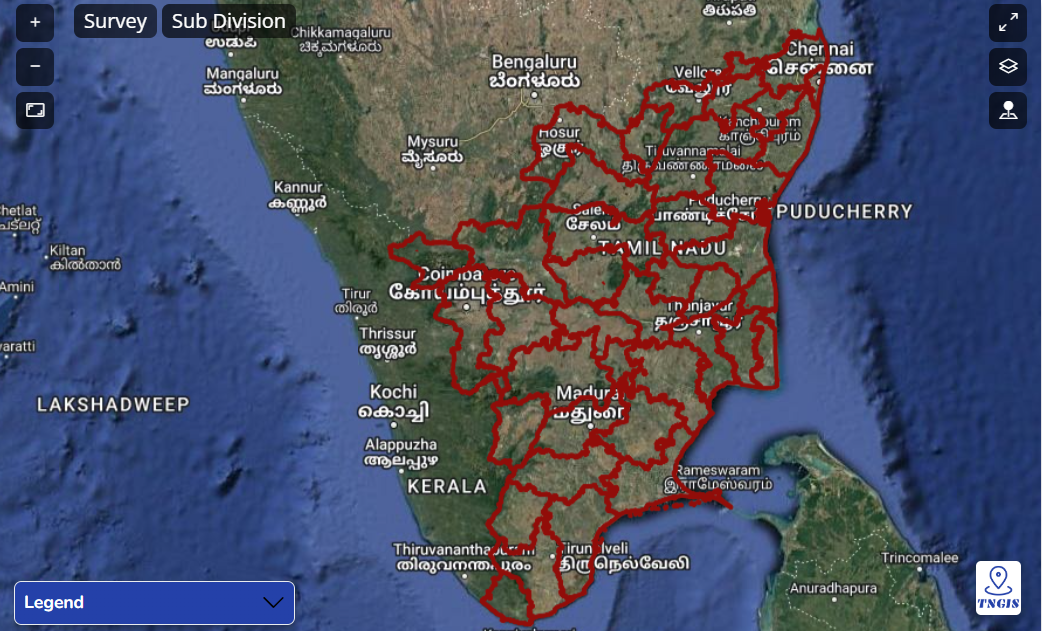 +
Survey
Sub Division
−
Chikkamagaluru
ಚಿಕ್ಕಮಗಳೂರು
ಉಡುಪಿ
திருப்பதி
Mangaluru
ಮಂಗಳೂರು
Bengaluru
ಬೆಂಗಳೂರು
Chennai
சென்னை
Vellore
வேலூர்
Hosur
ஓசூர்
Kanchipuram
காஞ்சிபுரம்
Mysuru
ಮೈಸೂರು
Tiruvannamalai
Kannur
കണ്ണൂർ
Puducherry
PUDUCHERRY
Salem
சேலம்
TAMIL NADU
Kiltan
കിൽതാൻ
Amini
Coimbatore
கோயம்புத்தூர்
Tirur
തിരൂർ
Thanjavur
தஞ்சாவூர்
Thrissur
തൃശ്ശൂർ
LAKSHADWEEP
Kochi
കൊച്ചി
Madurai
மதுரை
Alappuzha
ആലപ്പുഴ
KERALA
Rameswaram
இராமேஸ்வரம்
Thiruvananthapuram
തിരുവനന്തപുരം
Tirunelveli
திருநெல்வேலி
Trincomalee
Anuradhapura
Legend
TNGIS